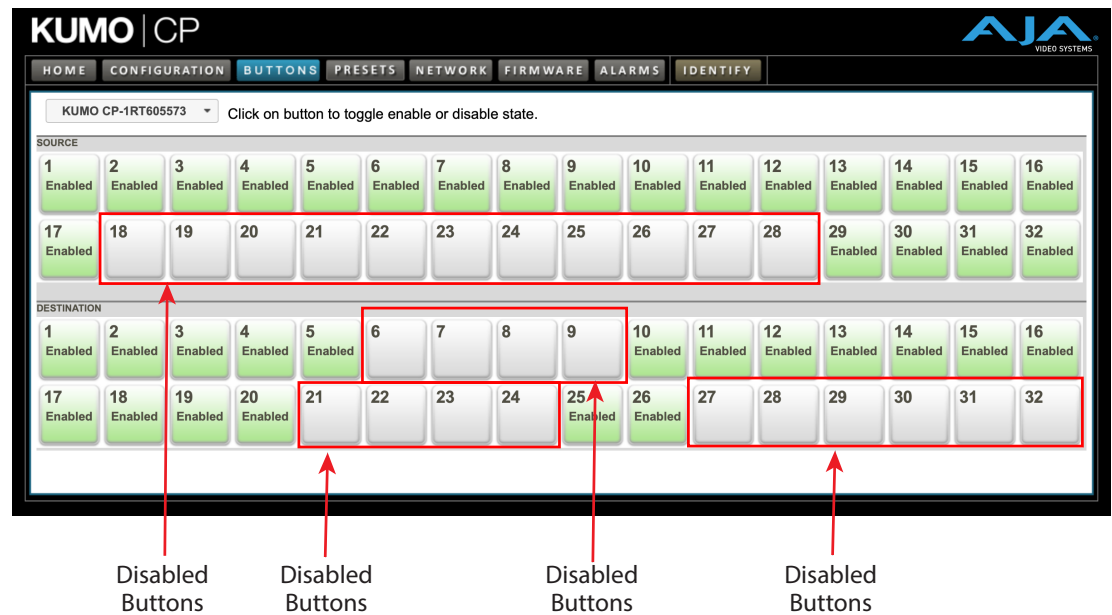 KUMO | CP
AJA
VIDEO SYSTEMS
HOME CONFIGURATION BUTTONS PRESETS NETWORK FIRMWARE ALARMS IDENTIFY
KUMO CP-1RT605573 Click on button to toggle enable or disable state.
SOURCE
1 2 3 4 5 6 7 8 9 10 11 12 13 14 15 16
Enabled Enabled Enabled Enabled Enabled Enabled Enabled Enabled Enabled Enabled Enabled Enabled Enabled Enabled Enabled Enabled
17 18 19 20 21 22 23 24 25 26 27 28 29 30 31 32
Enabled Enabled Enabled Enabled Enabled
DESTINATION
1 2 3 4 5 6 7 8 9 10 11 12 13 14 15 16
Enabled Enabled Enabled Enabled Enabled Enabled Enabled Enabled Enabled Enabled Enabled Enabled
17 18 19 20 21 22 23 24 25 26 27 28 29 30 31 32
Enabled Enabled Enabled Enabled Enabled Enabled
Disabled Disabled Disabled Disabled
Buttons Buttons Buttons Buttons